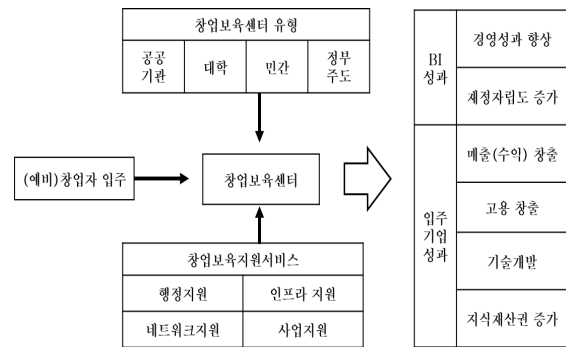 창업보육센터 유형
공공
기관
대학
민간
정부
주도
(예비)창업자 입주
창업보육센터
창업보육지원서비스
행정지원
인프라 지원
네트워크지원
사업지원
BI
성과
경영성과 향상
재정자립도 증가
입주
기업
성과
매출(수익) 창출
고용 창출
기술개발
지식재산권 증가